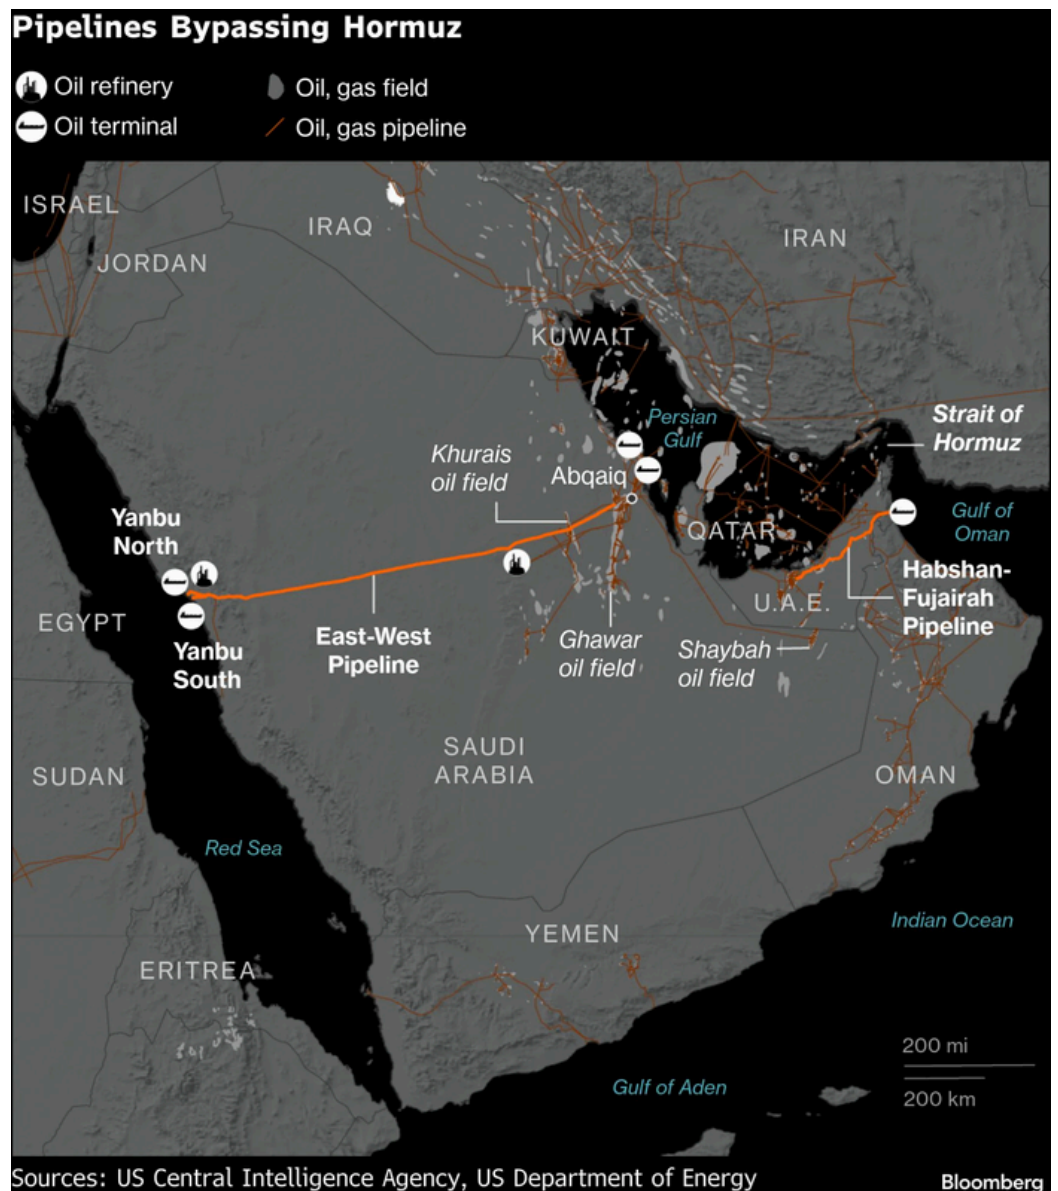 Pipelines Bypassing Hormuz
Oil refinery
Oil, gas field
Oil terminal
Oil, gas pipeline
ISRAEL
IRAQ
IRAN
JORDAN
KUWAIT
Persian
Gulf
Strait of
Hormuz
Khurais
oil field
Abqaiq
Yanbu
North
QATAR
Gulf of
Oman
Habshan-
Fujairah
Pipeline
U.A.E.
EGYPT
Yanbu
South
East-West
Pipeline
Ghawar
oil field
Shaybah
oil field
SAUDI
ARABIA
SUDAN
OMAN
Red Sea
Indian Ocean
YEMEN
ERITREA
200 mi
200 km
Gulf of Aden
Sources: US Central Intelligence Agency, US Department of Energy
Bloomberg